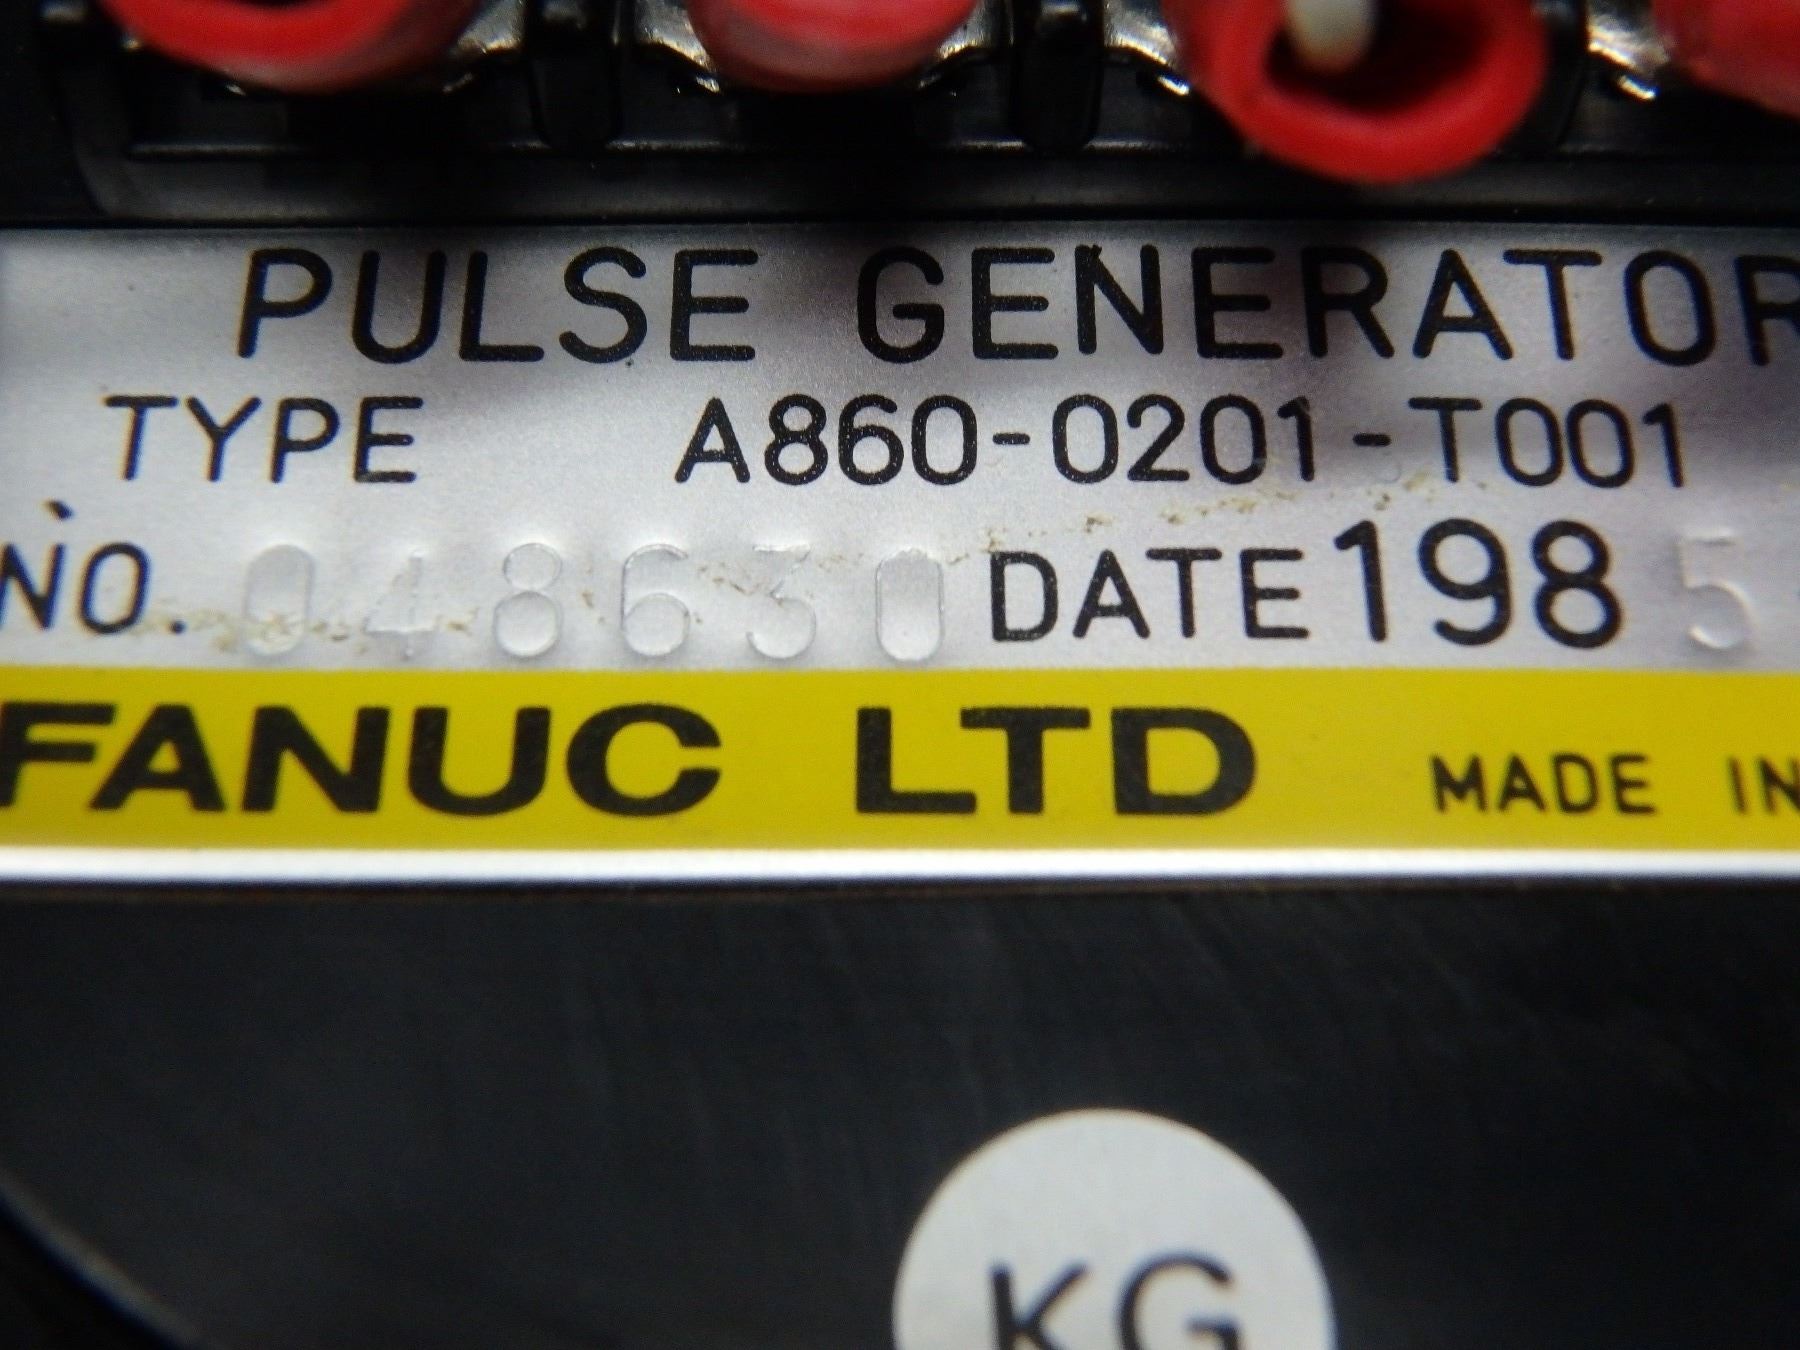 PULSE GENERATOR
TYPE A860-0201-T001
NO. 048630 DATE 1985
FANUC LTD MADE IN
KG